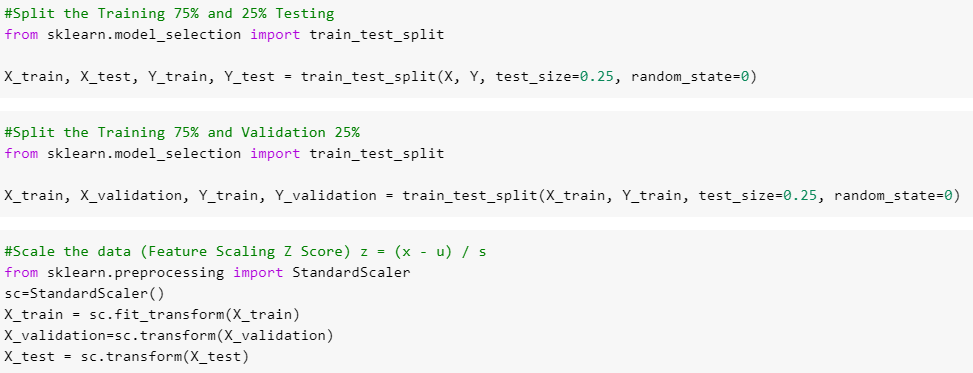 #Split the Training 75% and 25% Testing
from sklearn.model_selection import train_test_split
X_train, X_test, Y_train, Y_test = train_test_split(X, Y, test_size=0.25, random_state=0)
#Split the Training 75% and Validation 25%
from sklearn.model_selection import train_test_split
X_train, X_validation, Y_train, Y_validation = train_test_split(X_train, Y_train, test_size=0.25, random_state=0)
#Scale the data (Feature Scaling Z Score) z = (x - u) / s
from sklearn.preprocessing import StandardScaler
sc=StandardScaler()
X_train = sc.fit_transform(X_train)
X_validation=sc.transform(X_validation)
X_test = sc.transform(X_test)